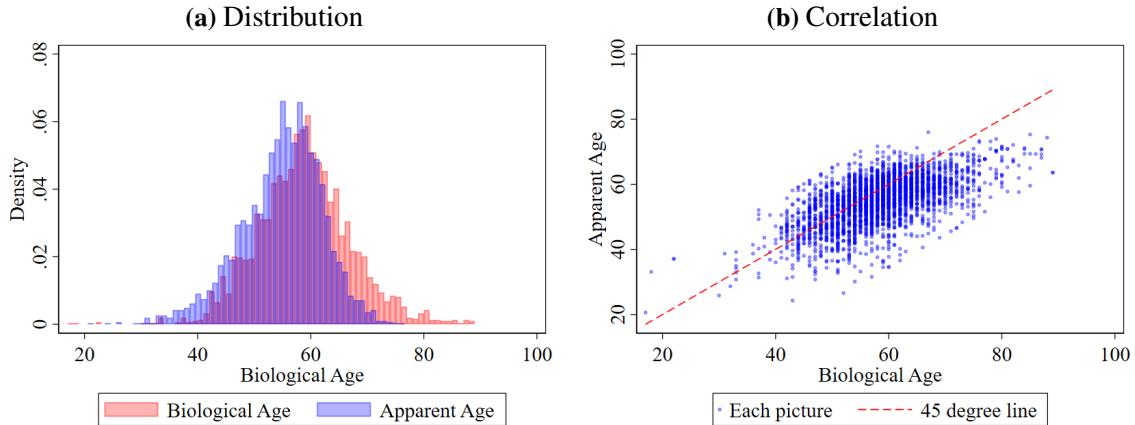 (a) Distribution
.08
.06
.04
.02
0
Density
20 40 60 80 100
Biological Age
Biological Age Apparent Age
(b) Correlation
100
80
60
40
20
Apparent Age
20 40 60 80 100
Biological Age
Each picture 45 degree line